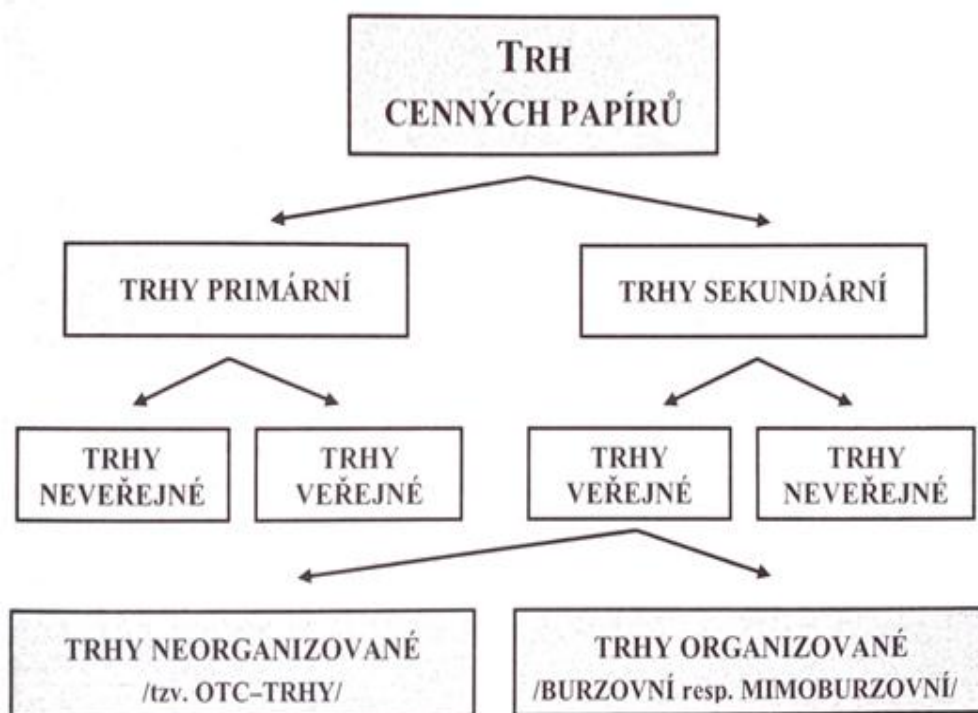 TRH
CENNÝCH PAPÍRŮ
TRHY PRIMÁRNÍ
TRHY SEKUNDÁRNÍ
TRHY
NEVEŘEJNÉ
TRHY
VEŘEJNÉ
TRHY
VEŘEJNÉ
TRHY
NEVEŘEJNÉ
TRHY NEORGANIZOVANÉ
/tzv. OTC–TRHY/
TRHY ORGANIZOVANÉ
/BURZOVNÍ resp. MIMOBURZOVNÍ/